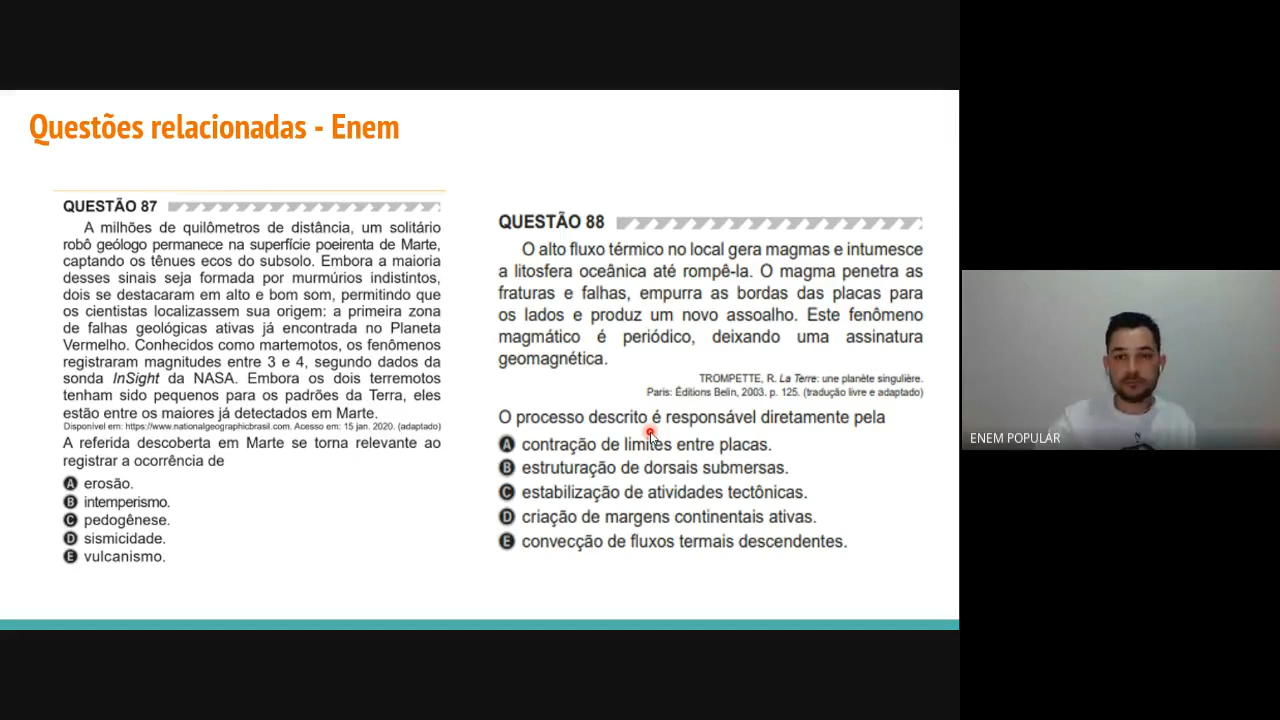 Questões relacionadas - Enem
QUESTÃO 87
A milhões de quilômetros de distância, um solitário
robô geólogo permanece na superfície poeirenta de Marte,
captando os tênues ecos do subsolo. Embora a maioria
desses sinais seja formada por murmúrios indistintos,
dois se destacaram em alto e bom som, permitindo que
os cientistas localizassem sua origem: a primeira zona
de falhas geológicas ativas já encontrada no Planeta
Vermelho. Conhecidos como martemotos, os fenômenos
registraram magnitudes entre 3 e 4, segundo dados da
sonda InSight da NASA. Embora os dois terremotos
tenham sido pequenos para os padrões da Terra, eles
estão entre os maiores já detectados em Marte.
Disponível em: https://www.nationalgeographicbrasil.com. Acesso em: 15 jan. 2020. (adaptado)
A referida descoberta em Marte se torna relevante ao
registrar a ocorrência de
A erosão.
B intemperismo.
C pedogênese.
D sismicidade.
E vulcanismo.
QUESTÃO 88
O alto fluxo térmico no local gera magmas e intumesce
a litosfera oceânica até rompê-la. O magma penetra as
fraturas e falhas, empurra as bordas das placas para
os lados e produz um novo assoalho. Este fenômeno
magmático é periódico, deixando uma assinatura
geomagnética.
TROMPETTE, R. La Terre: une planète singulière.
Paris: Éditions Belin, 2003. p. 125. (tradução livre e adaptado)
O processo descrito é responsável diretamente pela
A contração de limites entre placas.
B estruturação de dorsais submersas.
C estabilização de atividades tectônicas.
D criação de margens continentais ativas.
E convecção de fluxos termais descendentes.
ENEM POPULAR